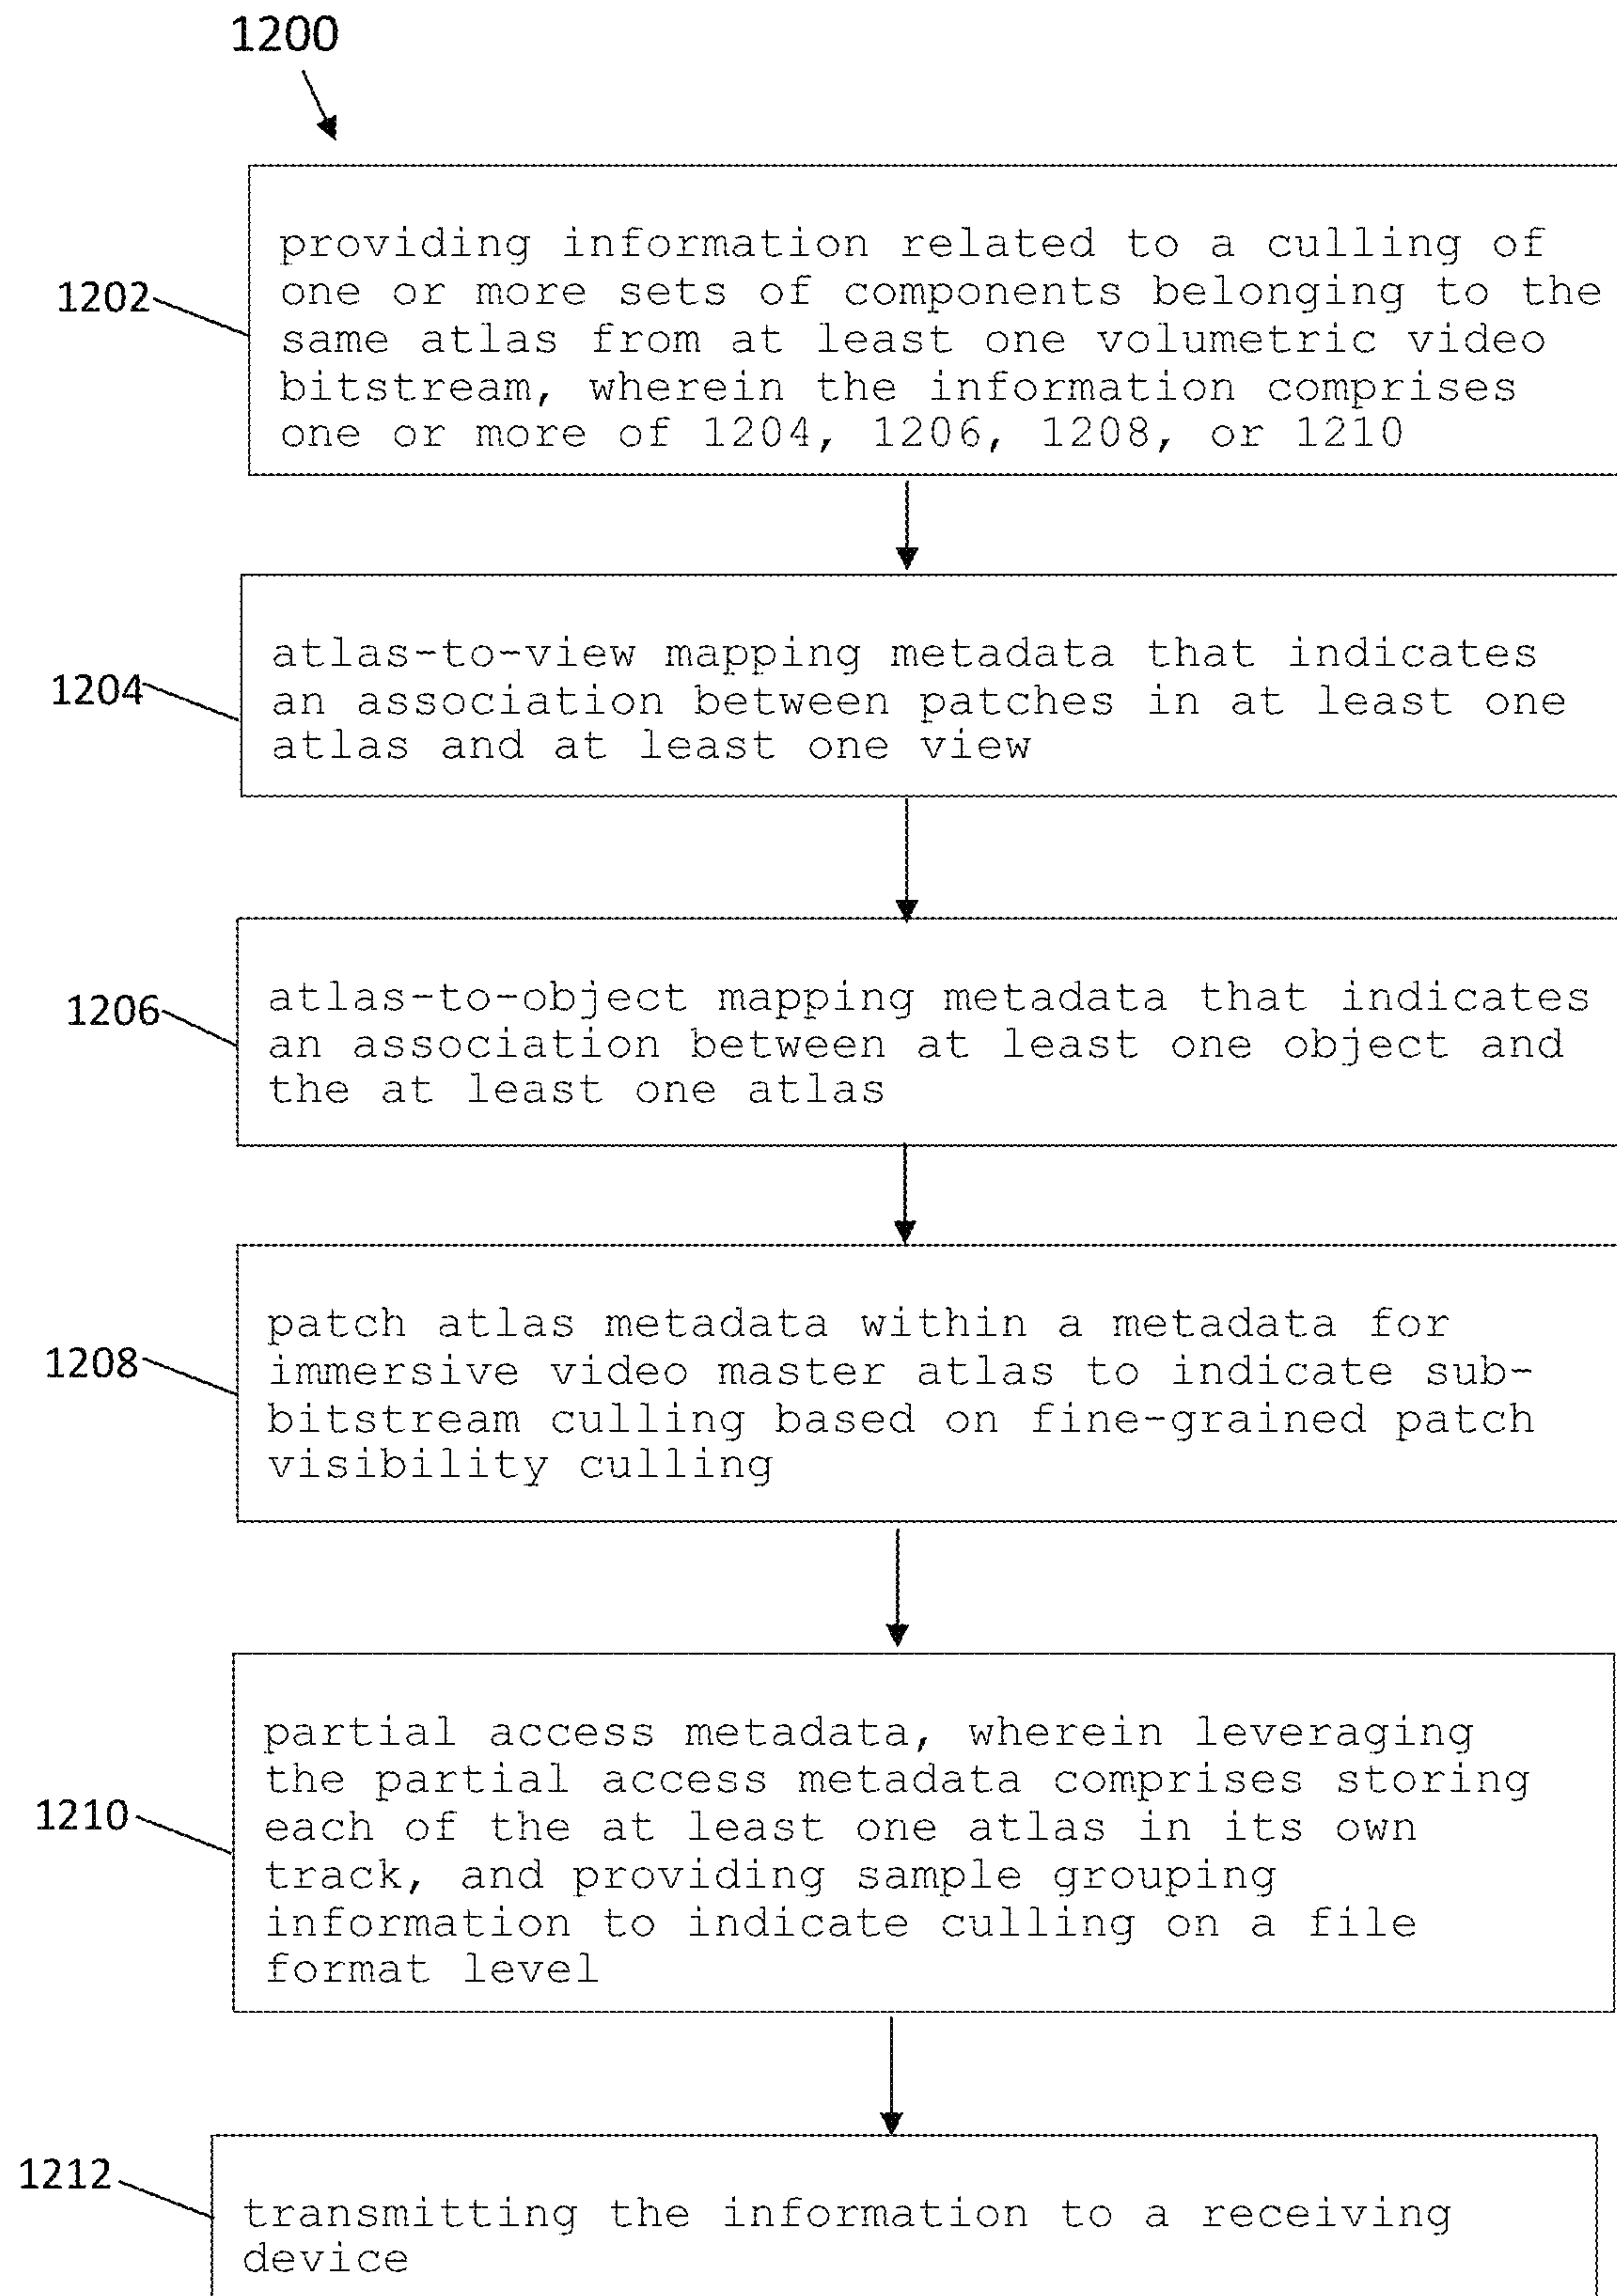 1200
1202
providing information related to a culling of
one or more sets of components belonging to the
same atlas from at least one volumetric video
bitstream, wherein the information comprises
one or more of 1204, 1206, 1208, or 1210
1204
atlas-to-view mapping metadata that indicates
an association between patches in at least one
atlas and at least one view
1206
atlas-to-object mapping metadata that indicates
an association between at least one object and
the at least one atlas
1208
patch atlas metadata within a metadata for
immersive video master atlas to indicate sub-
bitstream culling based on fine-grained patch
visibility culling
1210
partial access metadata, wherein leveraging
the partial access metadata comprises storing
each of the at least one atlas in its own
track, and providing sample grouping
information to indicate culling on a file
format level
1212
transmitting the information to a receiving
device